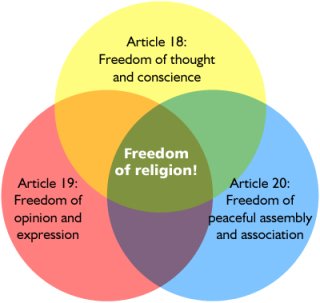 Article 18:
Freedom of thought
and conscience
Freedom
of religion!
Article 19:
Freedom of
opinion and
expression
Article 20:
Freedom of
peaceful assembly
and association